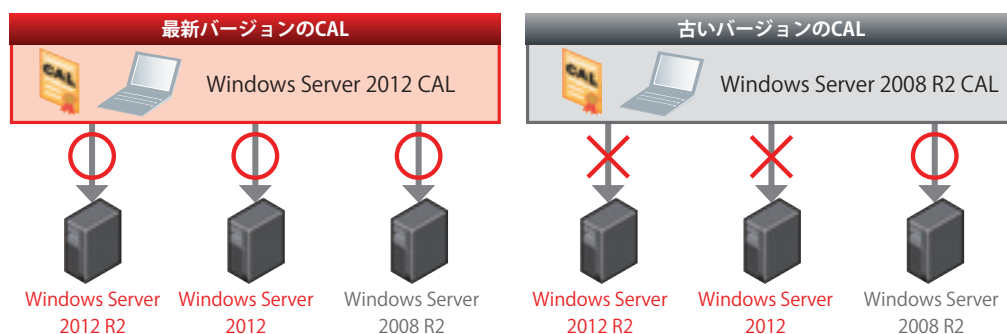 最新バージョンのCAL
CAL
Windows Server 2012 CAL
Windows Server
2012 R2
Windows Server
2012
Windows Server
2008 R2
古いバージョンのCAL
CAL
Windows Server 2008 R2 CAL
Windows Server
2012 R2
Windows Server
2012
Windows Server
2008 R2